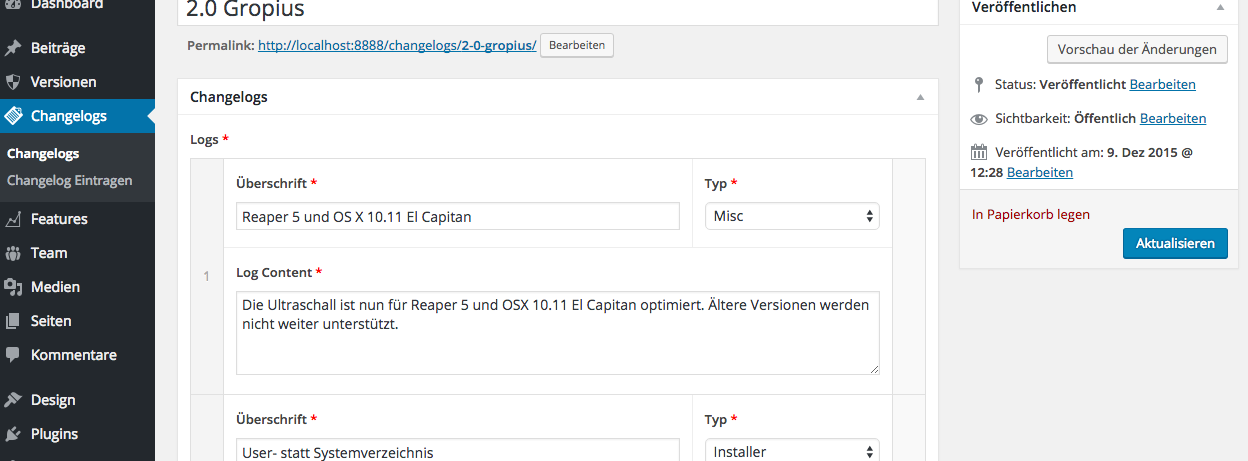 Dashboard
Beiträge
Versionen
Changelogs
Changelogs
Changelog Eintragen
Features
Team
Medien
Seiten
Kommentare
Design
Plugins
2.0 Gropius
Permalink: http://localhost:8888/changelogs/2-0-gropius/ Bearbeiten
Changelogs
Logs *
1
Überschrift *
Reaper 5 und OS X 10.11 El Capitan
Typ *
Misc
Log Content *
Die Ultraschall ist nun für Reaper 5 und OSX 10.11 El Capitan optimiert. Ältere Versionen werden
nicht weiter unterstützt.
Überschrift *
User- statt Systemverzeichnis
Typ *
Installer
Veröffentlichen
Vorschau der Änderungen
Status: Veröffentlicht Bearbeiten
Sichtbarkeit: Öffentlich Bearbeiten
Veröffentlicht am: 9. Dez 2015 @
12:28 Bearbeiten
In Papierkorb legen
Aktualisieren